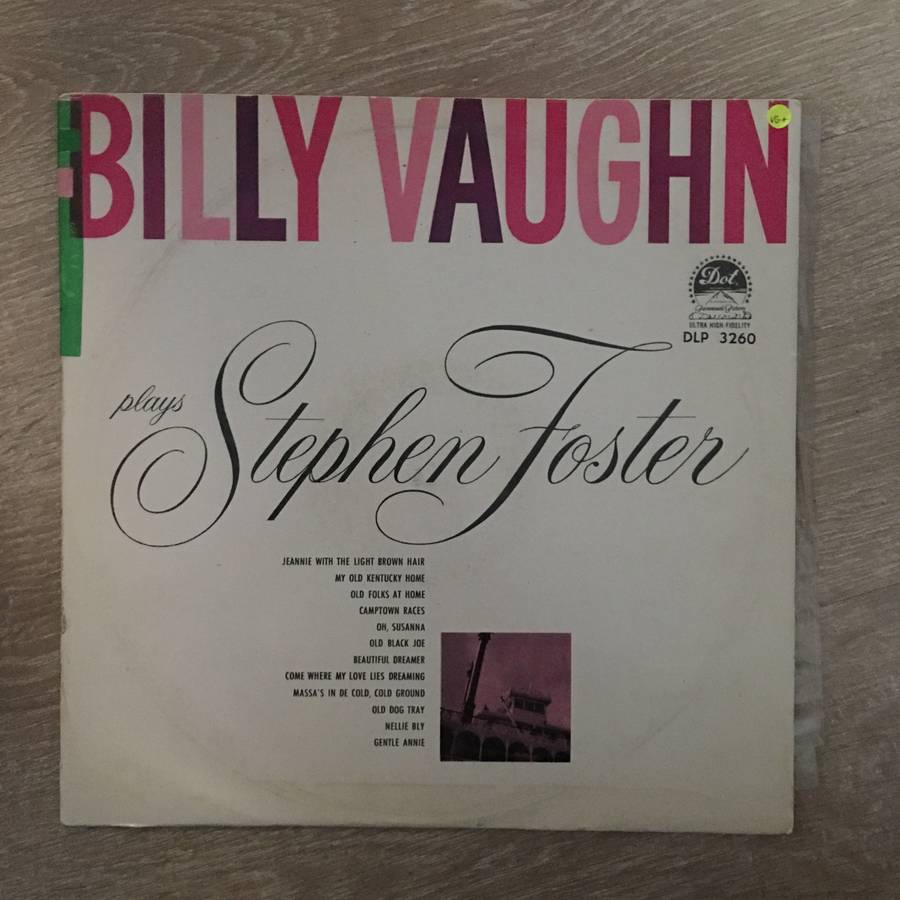 BILLY VAUGHN
VG+
Dot
Paramount Pictures
ULTRA HIGH FIDELITY
DLP 3260
plays Stephen Foster
JEANNIE WITH THE LIGHT BROWN HAIR
MY OLD KENTUCKY HOME
OLD FOLKS AT HOME
CAMPTOWN RACES
OH, SUSANNA
OLD BLACK JOE
BEAUTIFUL DREAMER
COME WHERE MY LOVE LIES DREAMING
MASSA'S IN DE COLD, COLD GROUND
OLD DOG TRAY
NELLIE BLY
GENTLE ANNIE